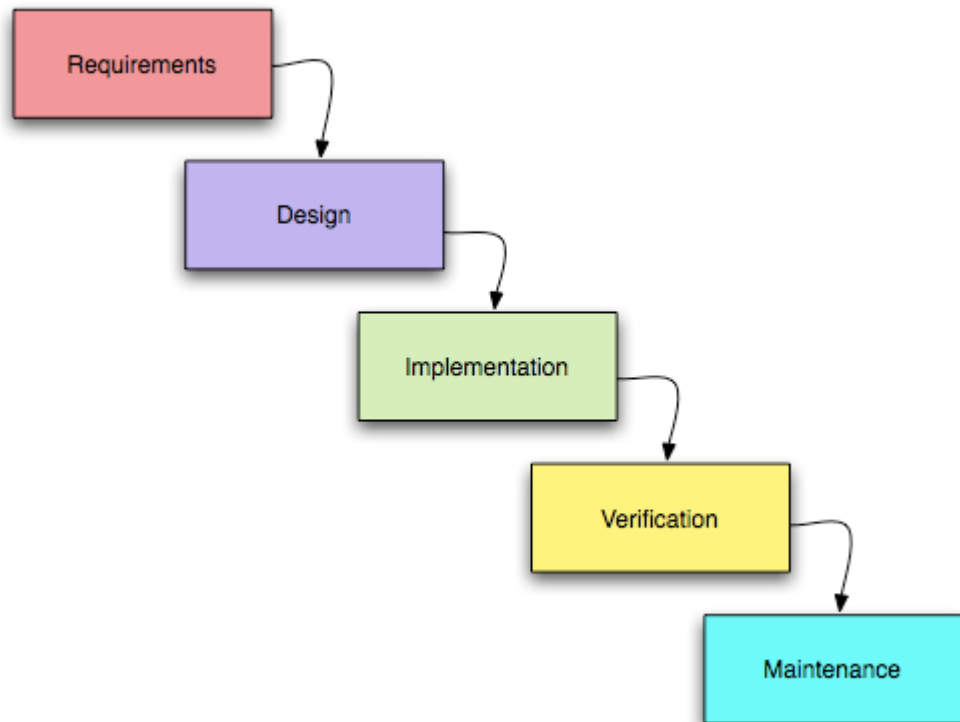 Requirements
Design
Implementation
Verification
Maintenance